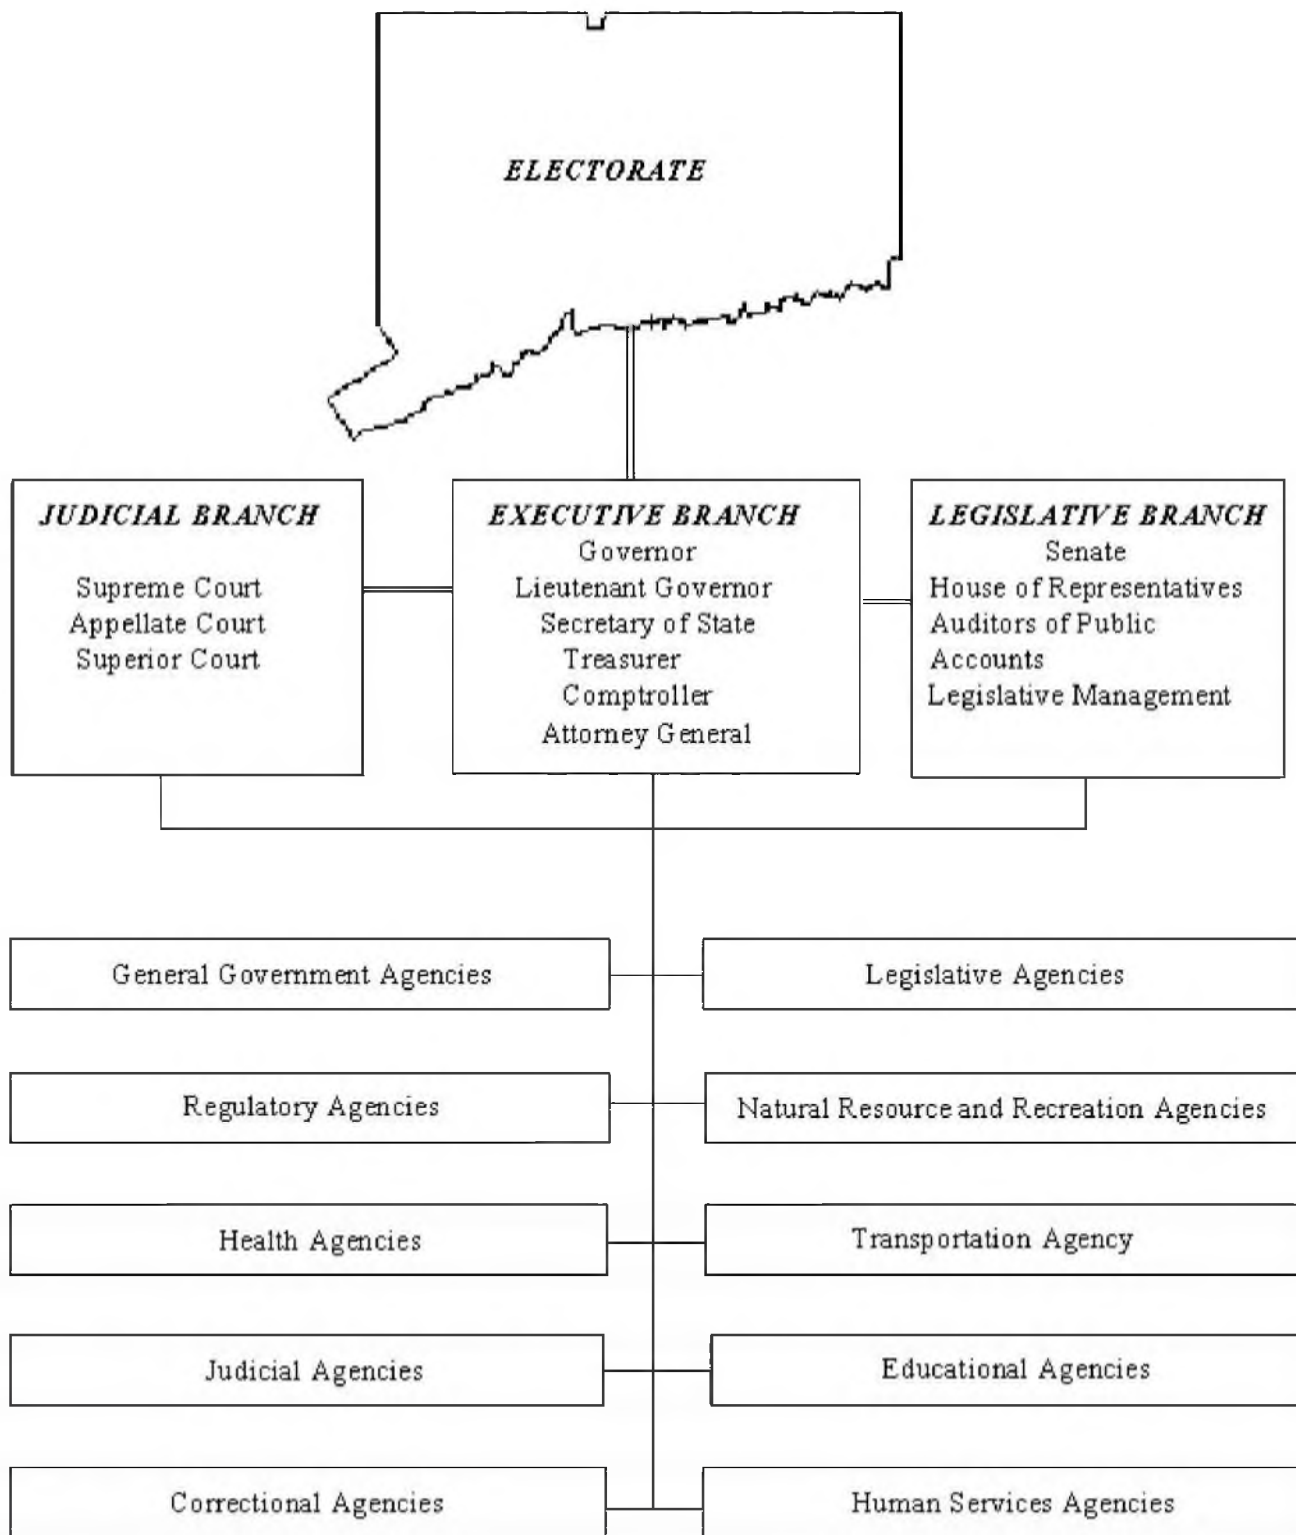 ELECTORATE
JUDICIAL BRANCH
Supreme Court
Appellate Court
Superior Court
EXECUTIVE BRANCH
Governor
Lieutenant Governor
Secretary of State
Treasurer
Comptroller
Attorney General
LEGISLATIVE BRANCH
Senate
House of Representatives
Auditors of Public
Accounts
Legislative Management
General Government Agencies
Legislative Agencies
Regulatory Agencies
Natural Resource and Recreation Agencies
Health Agencies
Transportation Agency
Judicial Agencies
Educational Agencies
Correctional Agencies
Human Services Agencies